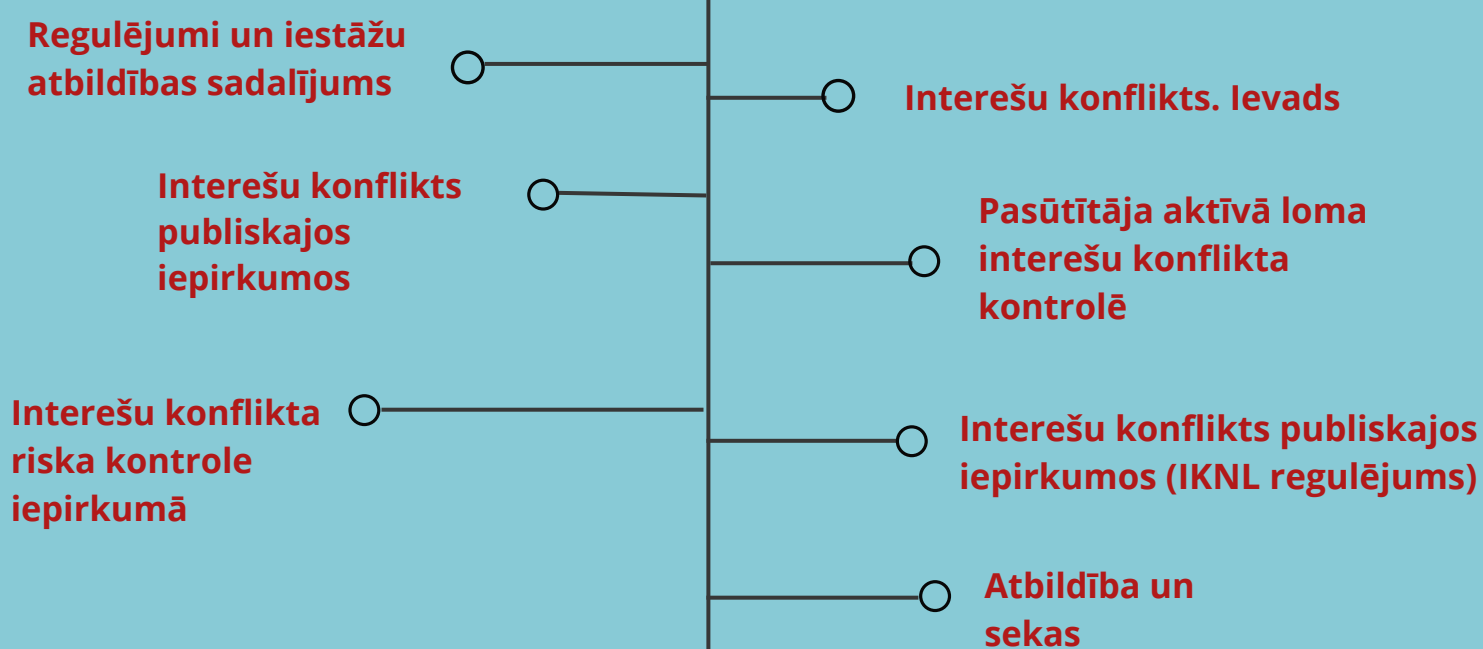 Regulējumi un iestāžu
atbildības sadalījums
Interešu konflikts. Ievads
Interešu konflikts
publiskajos
iepirkumos
Pasūtītāja aktīvā loma
interešu konflikta
kontrolē
Interešu konflikta
riska kontrole
iepirkumā
Interešu konflikts publiskajos
iepirkumos (IKNL regulējums)
Atbildība un
sekas